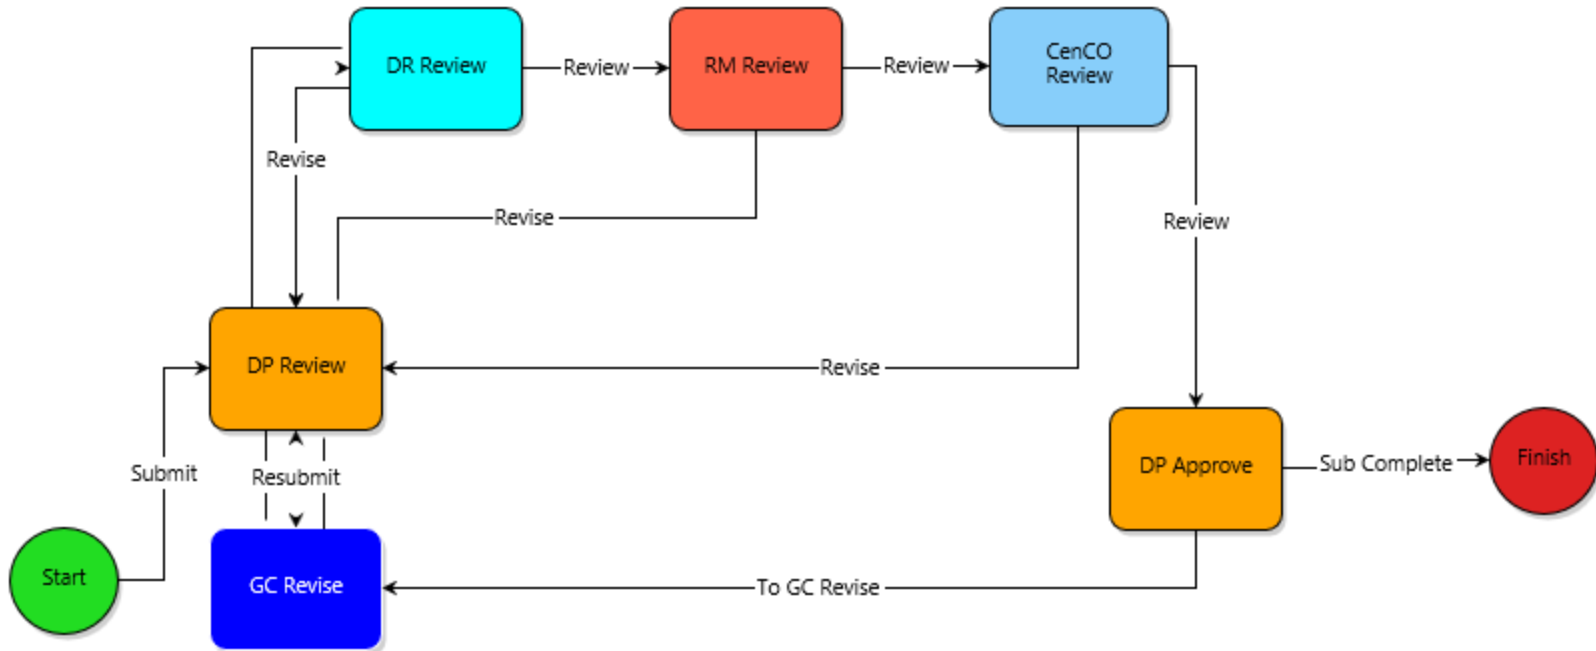 DR Review
Review
RM Review
Review
CenCO
Review
Revise
Revise
Review
DP Review
Revise
Submit
Resubmit
DP Approve
Sub Complete
Finish
Start
GC Revise
To GC Revise